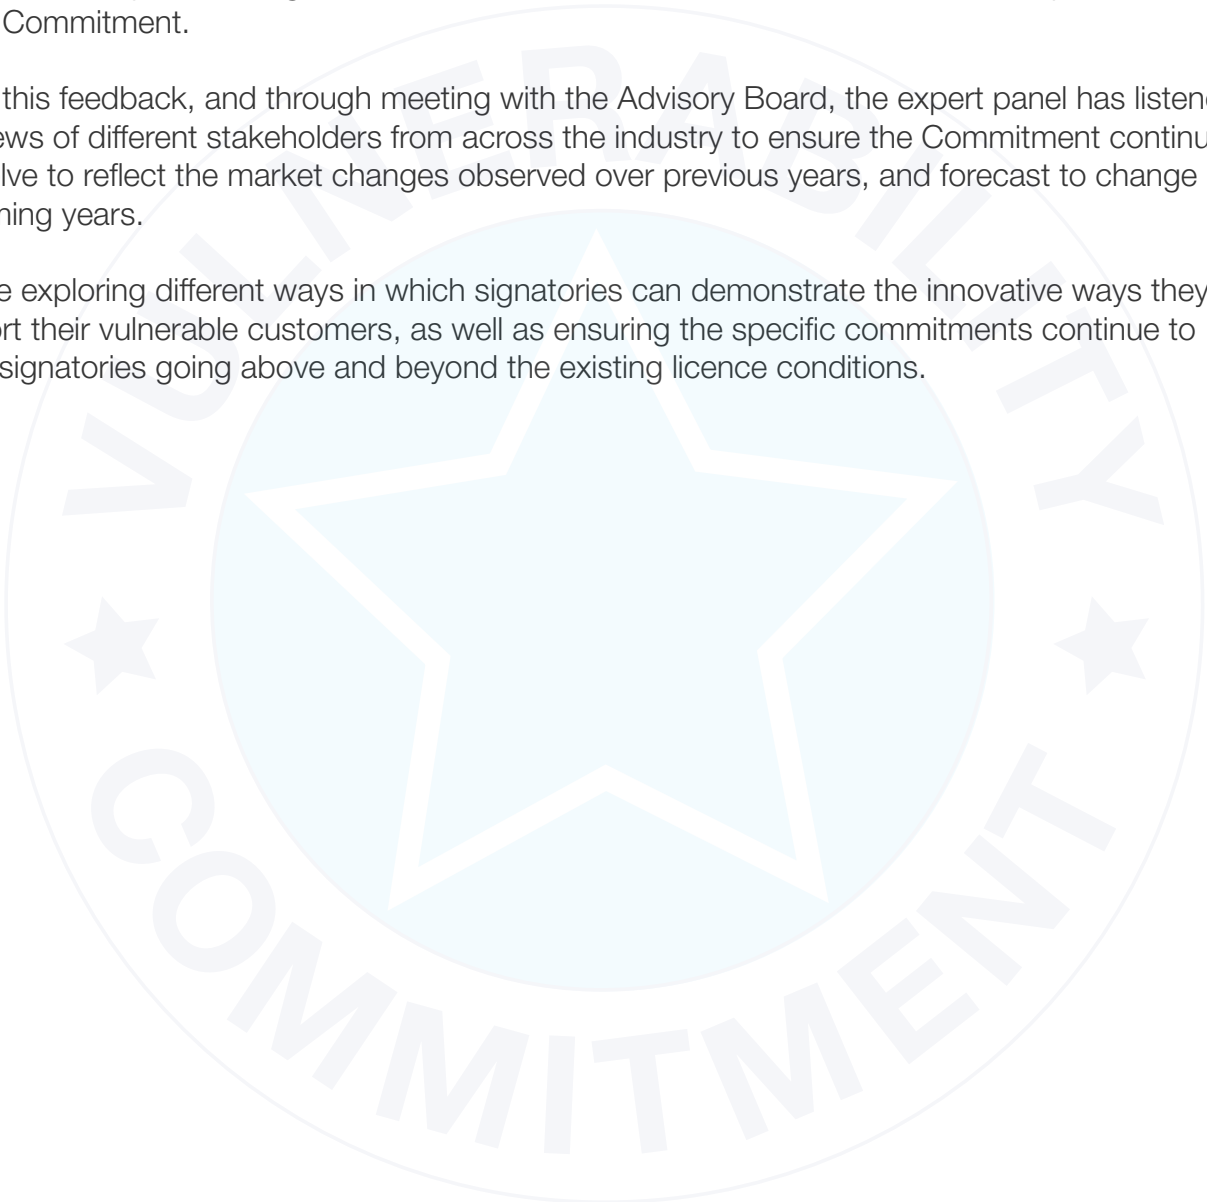 Commitment.
this feedback, and through meeting with the Advisory Board, the expert panel has listene
ews of different stakeholders from across the industry to ensure the Commitment continu
lve to reflect the market changes observed over previous years, and forecast to change
ning years.
e exploring different ways in which signatories can demonstrate the innovative ways they
rt their vulnerable customers, as well as ensuring the specific commitments continue to
signatories going above and beyond the existing licence conditions.
VULNERABILITY
COMMITMENT